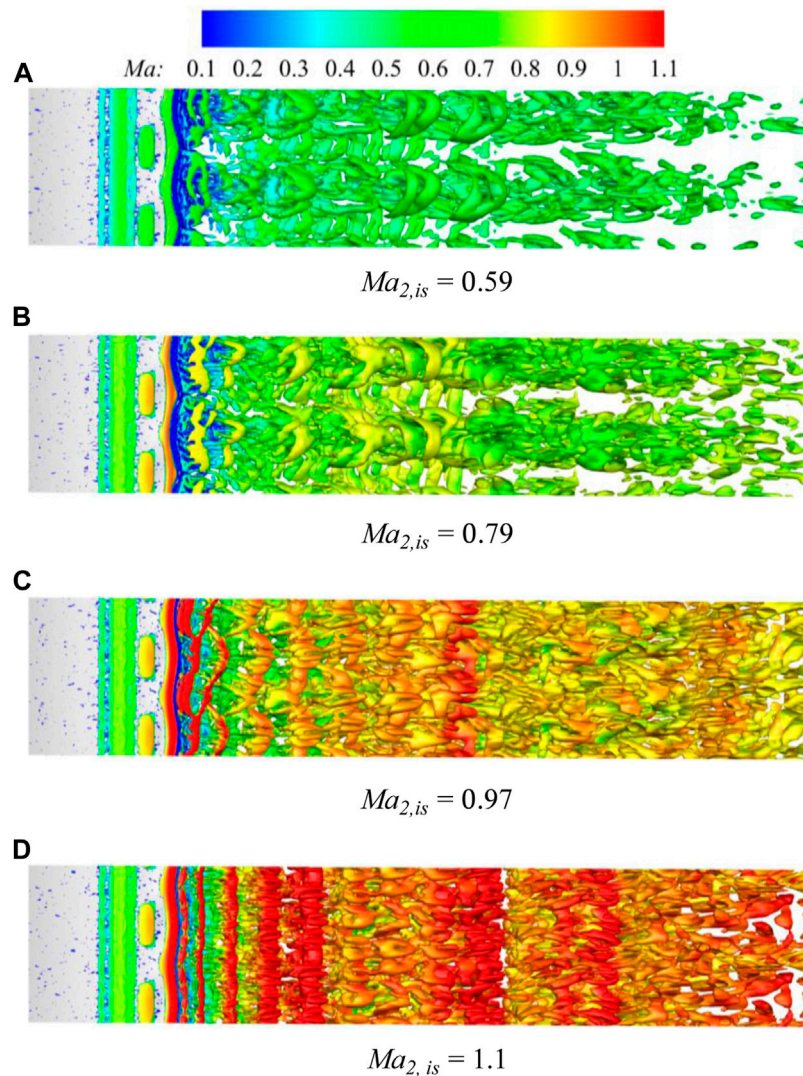 Ma: 0.1 0.2 0.3 0.4 0.5 0.6 0.7 0.8 0.9 1 1.1
A
Ma2,is = 0.59
B
Ma2,is = 0.79
C
Ma2,is = 0.97
D
Ma2, is = 1.1